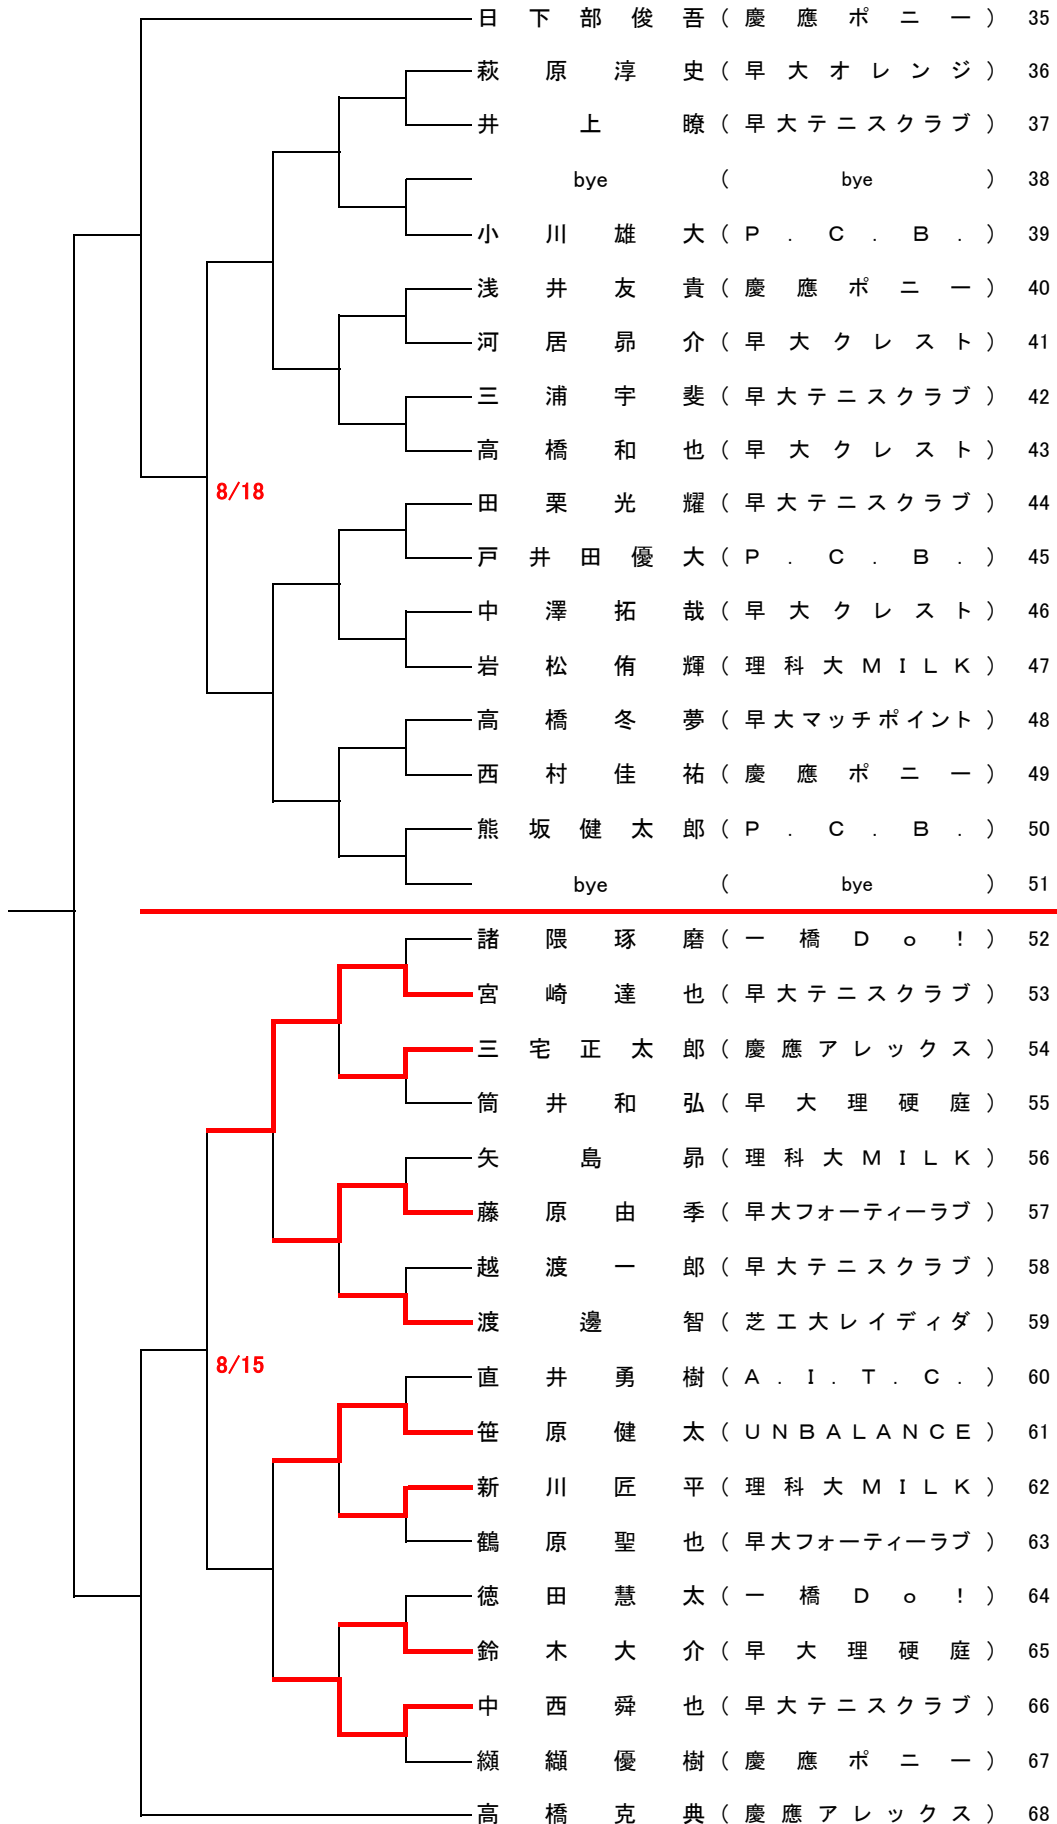 日下部俊吾(慶應ポニー) 35
萩原淳史(早大オレンジ) 36
井上瞭(早大テニスクラブ) 37
bye ( bye ) 38
小川雄大(P.C.B.) 39
浅井友貴(慶應ポニー) 40
河居昴介(早大クレスト) 41
三浦宇斐(早大テニスクラブ) 42
高橋和也(早大クレスト) 43
8/18
田栗光耀(早大テニスクラブ) 44
戸井田優大(P.C.B.) 45
中澤拓哉(早大クレスト) 46
岩松侑輝(理科大MILK) 47
高橋冬夢(早大マッチポイント) 48
西村佳祐(慶應ポニー) 49
熊坂健太郎(P.C.B.) 50
bye ( bye ) 51
諸隈琢磨(一橋Do!) 52
宮崎達也(早大テニスクラブ) 53
三宅正太郎(慶應アレックス) 54
筒井和弘(早大理硬庭) 55
矢島昴(理科大MILK) 56
藤原由季(早大フォーティーラブ) 57
越渡一郎(早大テニスクラブ) 58
渡邊智(芝工大レイディダ) 59
8/15
直井勇樹(A.I.T.C.) 60
笹原健太(UNBALANCE) 61
新川匠平(理科大MILK) 62
鶴原聖也(早大フォーティーラブ) 63
徳田慧太(一橋Do!) 64
鈴木大介(早大理硬庭) 65
中西舜也(早大テニスクラブ) 66
纐纈優樹(慶應ポニー) 67
高橋克典(慶應アレックス) 68